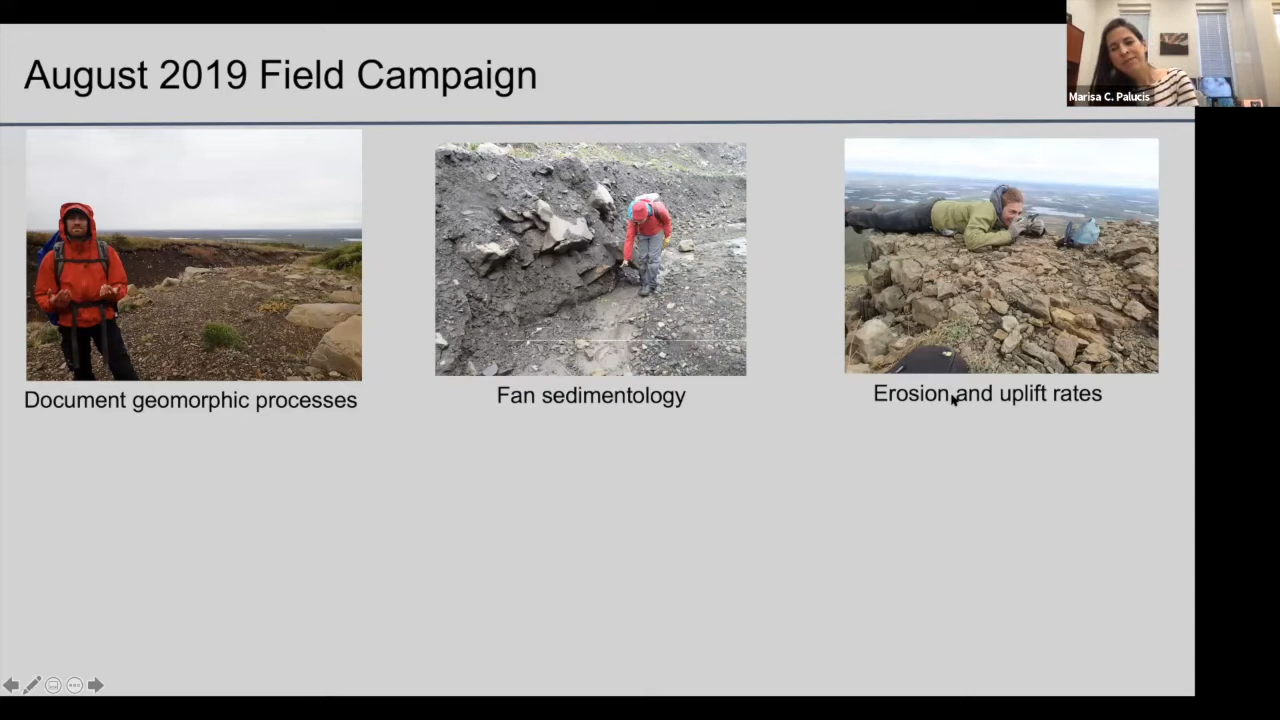 August 2019 Field Campaign
Marisa C. Palucis
Document geomorphic processes
Fan sedimentology
Erosion and uplift rates